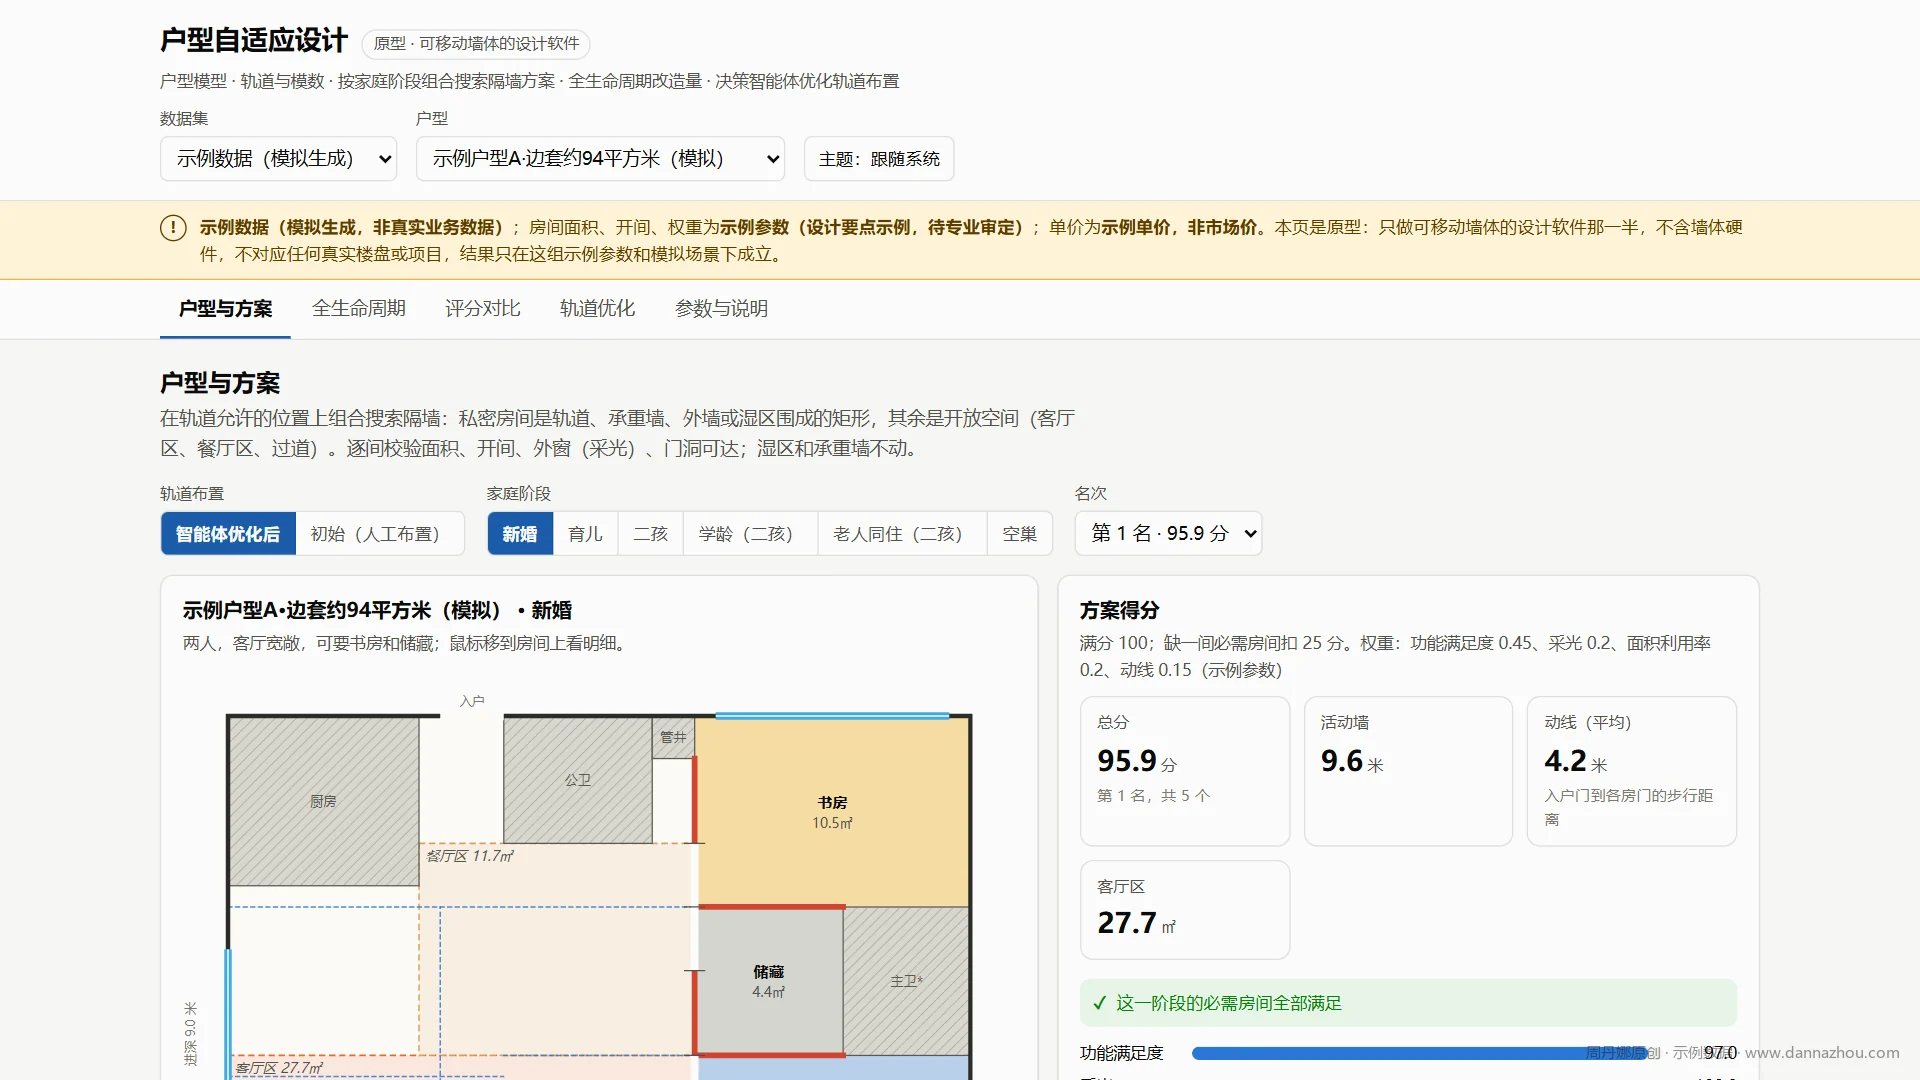 户型自适应设计
原型 · 可移动墙体的设计软件
户型模型 · 轨道与模数 · 按家庭阶段组合搜索隔墙方案 · 全生命周期改造量 · 决策智能体优化轨道布置
数据集
户型
示例数据（模拟生成）
示例户型A·边套约94平方米（模拟）
主题：跟随系统
示例数据（模拟生成，非真实业务数据）；房间面积、开间、权重为示例参数（设计要点示例，待专业审定）；单价为示例单价，非市场价。本页是原型：只做可移动墙体的设计软件那一半，不含墙体硬
件，不对应任何真实楼盘或项目，结果只在这组示例参数和模拟场景下成立。
户型与方案
全生命周期
评分对比
轨道优化
参数与说明
户型与方案
在轨道允许的位置上组合搜索隔墙：私密房间是轨道、承重墙、外墙或湿区围成的矩形，其余是开放空间（客厅
区、餐厅区、过道）。逐间校验面积、开间、外窗（采光）、门洞可达；湿区和承重墙不动。
轨道布置
家庭阶段
名次
智能体优化后
初始（人工布置）
新婚
育儿
二孩
学龄（二孩）
老人同住（二孩）
空巢
第 1 名 · 95.9 分
示例户型A·边套约94平方米（模拟）· 新婚
两人，客厅宽敞，可要书房和储藏；鼠标移到房间上看明细。
入户
管井
厨房
公卫
书房
10.5㎡
餐厅区 11.7㎡
储藏
4.4㎡
主卫*
进深 9.0 米
客厅区 27.7㎡
方案得分
满分 100；缺一间必需房间扣 25 分。权重：功能满足度 0.45、采光 0.2、面积利用率
0.2、动线 0.15（示例参数）
总分
95.9 分
第 1 名，共 5 个
活动墙
9.6 米
动线（平均）
4.2 米
入户门到各房门的步行距
离
客厅区
27.7 ㎡
✓ 这一阶段的必需房间全部满足
功能满足度
97.0
周丹娜原创 · 示例数据 · www.dannazhou.com